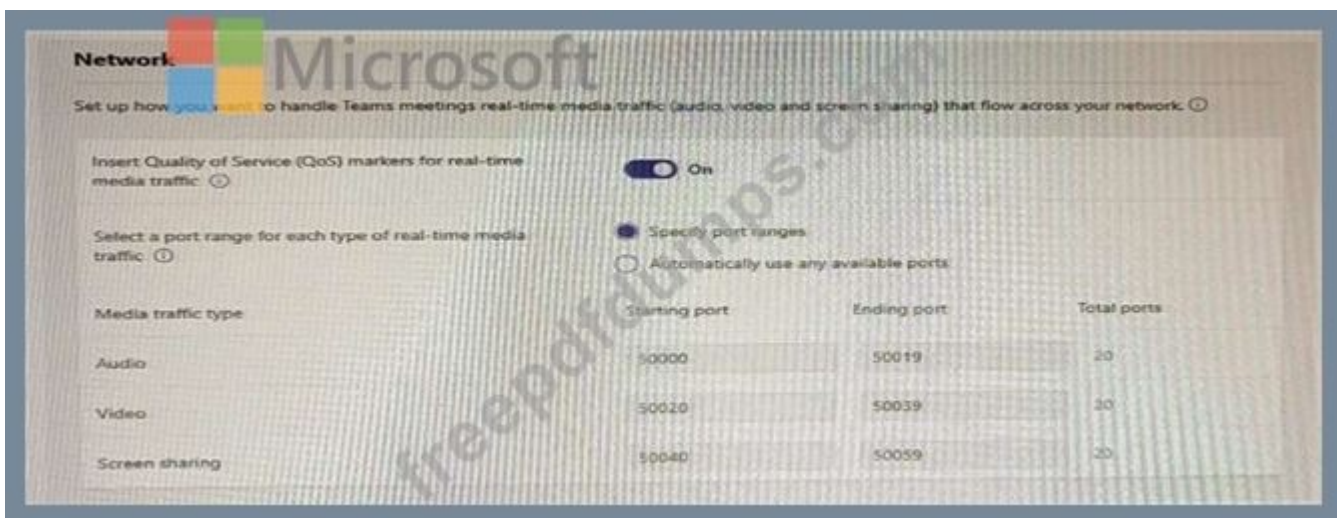 Microsoft
Network
Set up how you want to handle Teams meetings real-time media traffic (audio, video and screen sharing) that flow across your network.
Insert Quality of Service (QoS) markers for real-time
media traffic
On
Select a port range for each type of real-time media
traffic
Specify port ranges
Automatically use any available ports
Media traffic type Starting port Ending port Total ports
Audio 50000 50019 20
Video 50020 50039 20
Screen sharing 50040 50059 20
freepdfdumps.com